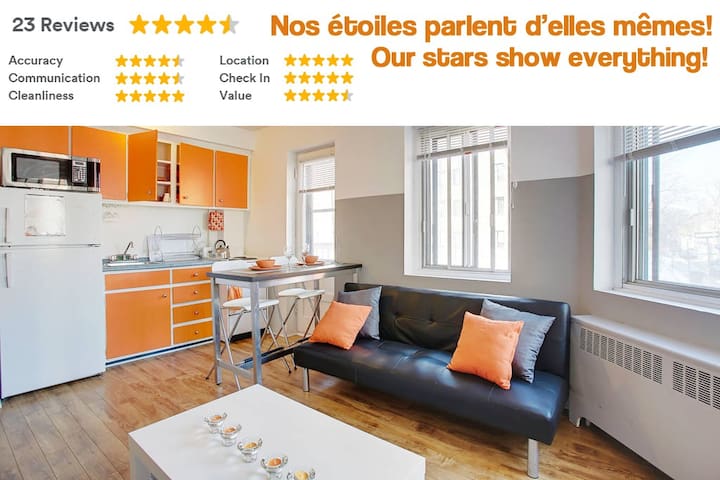 23 Reviews
Nos étoiles parlent d'elles mêmes!
Our stars show everything!
Accuracy
Communication
Cleanliness
Location
Check In
Value